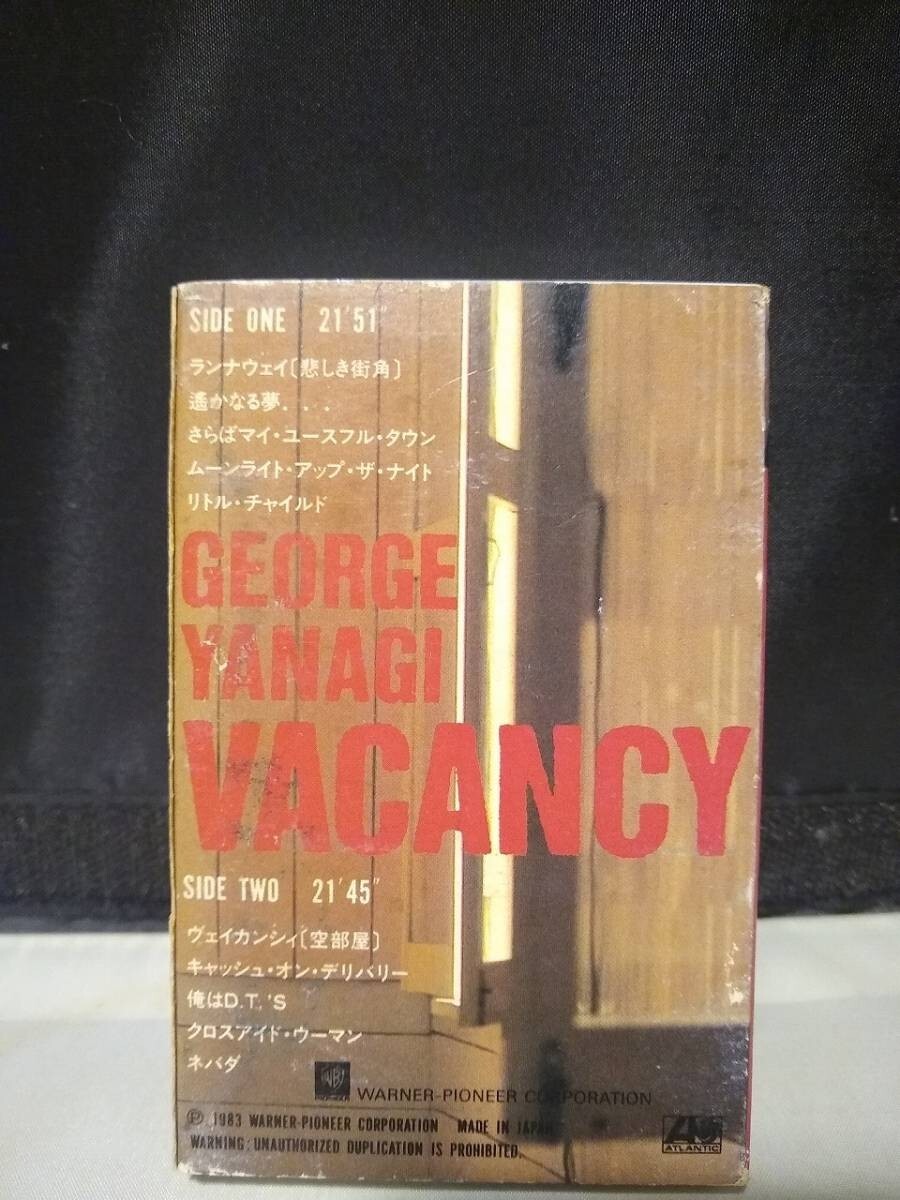 SIDE ONE 21'51"
ランナウェイ〔悲しき街角〕
遙かなる夢...
さらばマイ・ユースフル・タウン
ムーンライト・アップ・ザ・ナイト
リトル・チャイルド
GEORGE
YANAGI
VACANCY
SIDE TWO 21'45"
ヴェイカンシィ〔空部屋〕
キャッシュ・オン・デリバリー
俺はD.T.'S
クロスアイド・ウーマン
ネバダ
WARNER-PIONEER CORPORATION
Ⓟ 1983 WARNER-PIONEER CORPORATION MADE IN JAPAN
WARNING: UNAUTHORIZED DUPLICATION IS PROHIBITED.
ATLANTIC